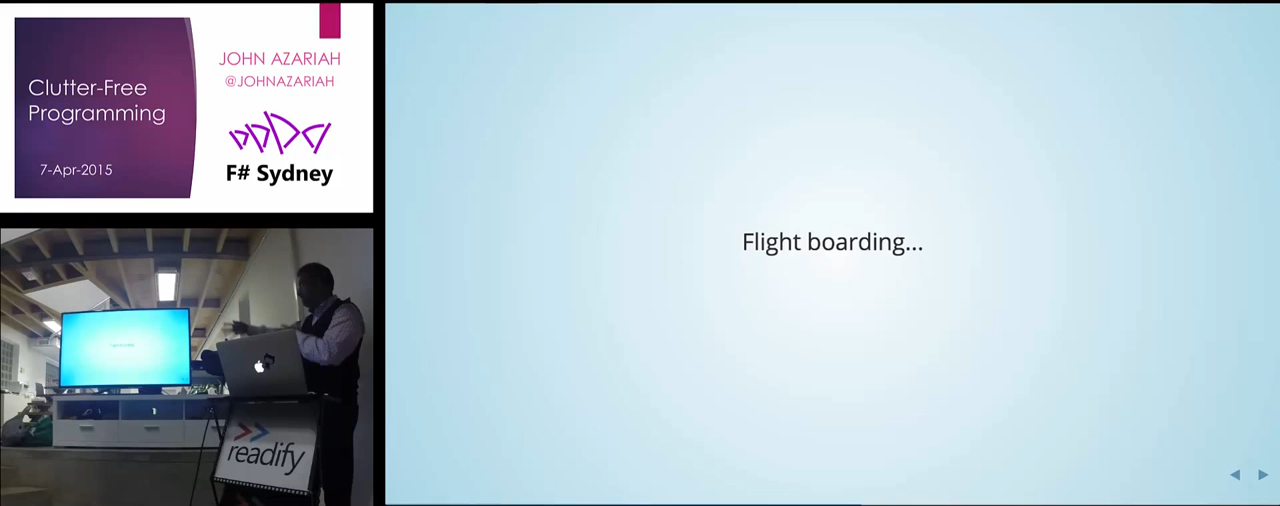 Clutter-Free
Programming
7-Apr-2015
JOHN AZARIAH
@JOHNAZARIAH
F# Sydney
Flight boarding...
readify